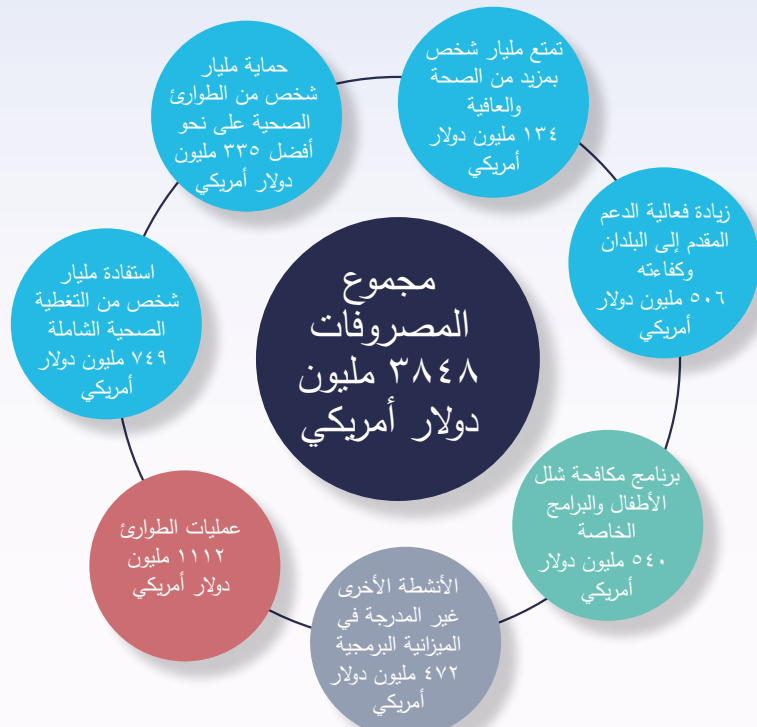 تمتع مليار شخص
بمزيد من الصحة
والعافية
١٣٤ مليون دولار
أمريكي
حماية مليار
شخص من الطوارئ
الصحية على نحو
أفضل ٣٣٥ مليون
دولار أمريكي
زيادة فعالية الدعم
المقدم إلى البلدان
وكفاءته
٥٠٦ مليون دولار
أمريكي
استفادة مليار
شخص من التغطية
الصحية الشاملة
٧٤٩ مليون دولار
أمريكي
مجموع
المصروفات
٣٨٤٨ مليون
دولار أمريكي
برنامج مكافحة شلل
الأطفال والبرامج
الخاصة
٥٤٠ مليون دولار
أمريكي
عمليات الطوارئ
١١١٢ مليون
دولار أمريكي
الأنشطة الأخرى
غير المدرجة في
الميزانية البرمجية
٤٧٢ مليون دولار
أمريكي